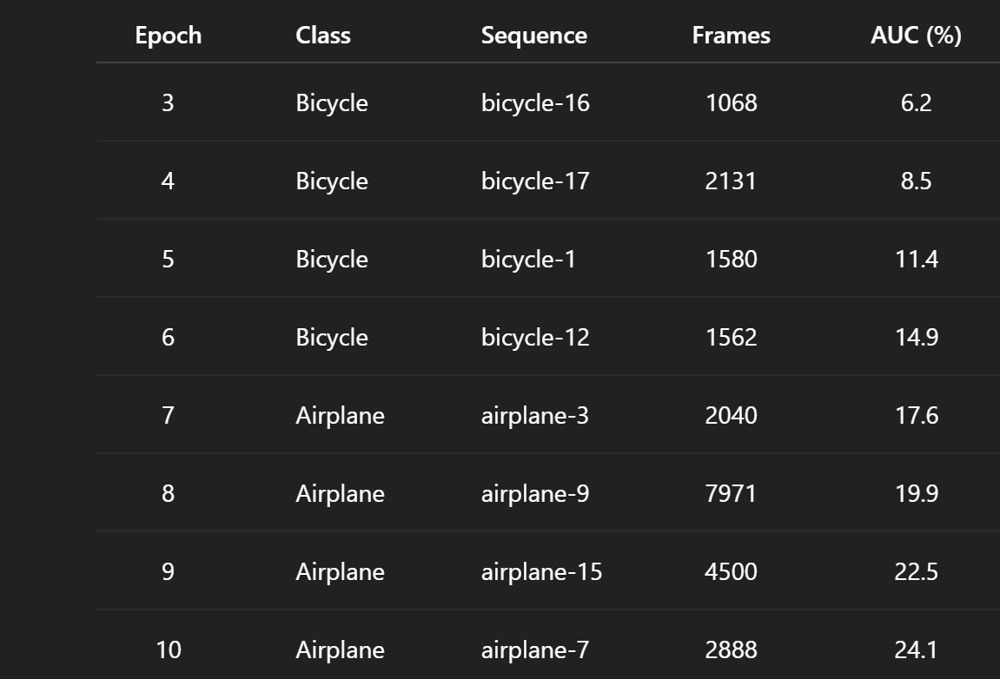 Epoch Class Sequence Frames AUC (%)
3 Bicycle bicycle-16 1068 6.2
4 Bicycle bicycle-17 2131 8.5
5 Bicycle bicycle-1 1580 11.4
6 Bicycle bicycle-12 1562 14.9
7 Airplane airplane-3 2040 17.6
8 Airplane airplane-9 7971 19.9
9 Airplane airplane-15 4500 22.5
10 Airplane airplane-7 2888 24.1